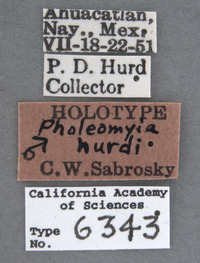 Ahuacatlan,
Nay., Mex,
VII-18-22-51
P. D. Hurd
Collector
HOLOTYPE
Pholeomyia
♂ hurdi
C. W. Sabrosky
California Academy
of Sciences
Type
No. 6343